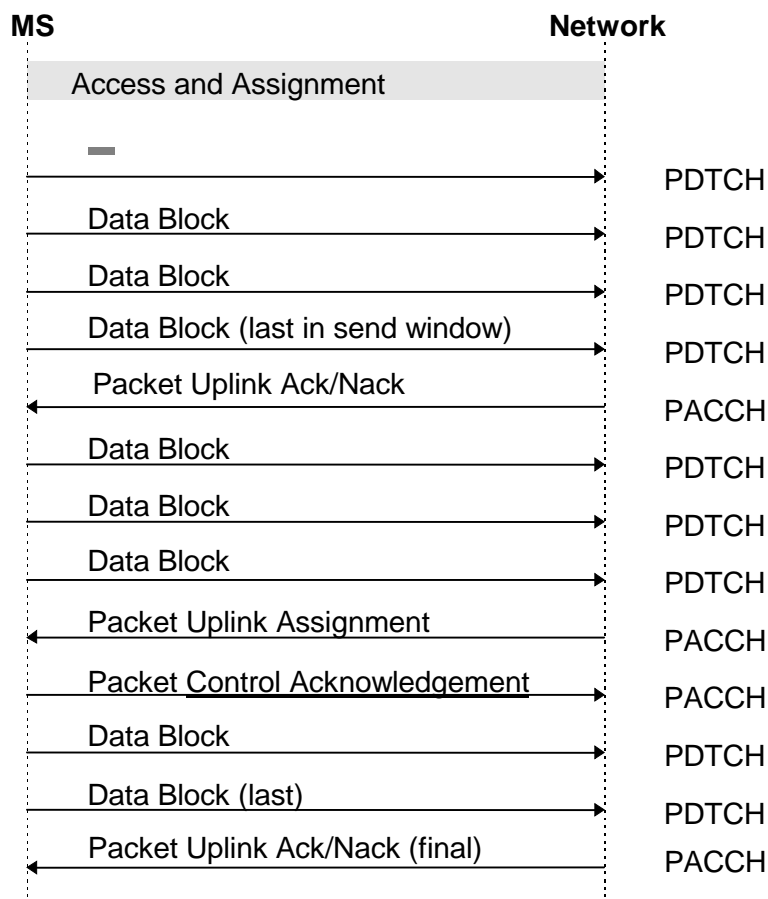 MS Network
Access and Assignment
PDTCH
Data Block PDTCH
Data Block PDTCH
Data Block (last in send window) PDTCH
Packet Uplink Ack/Nack PACCH
Data Block PDTCH
Data Block PDTCH
Data Block PDTCH
Packet Uplink Assignment PACCH
Packet Control Acknowledgement PACCH
Data Block PDTCH
Data Block (last) PDTCH
Packet Uplink Ack/Nack (final) PACCH